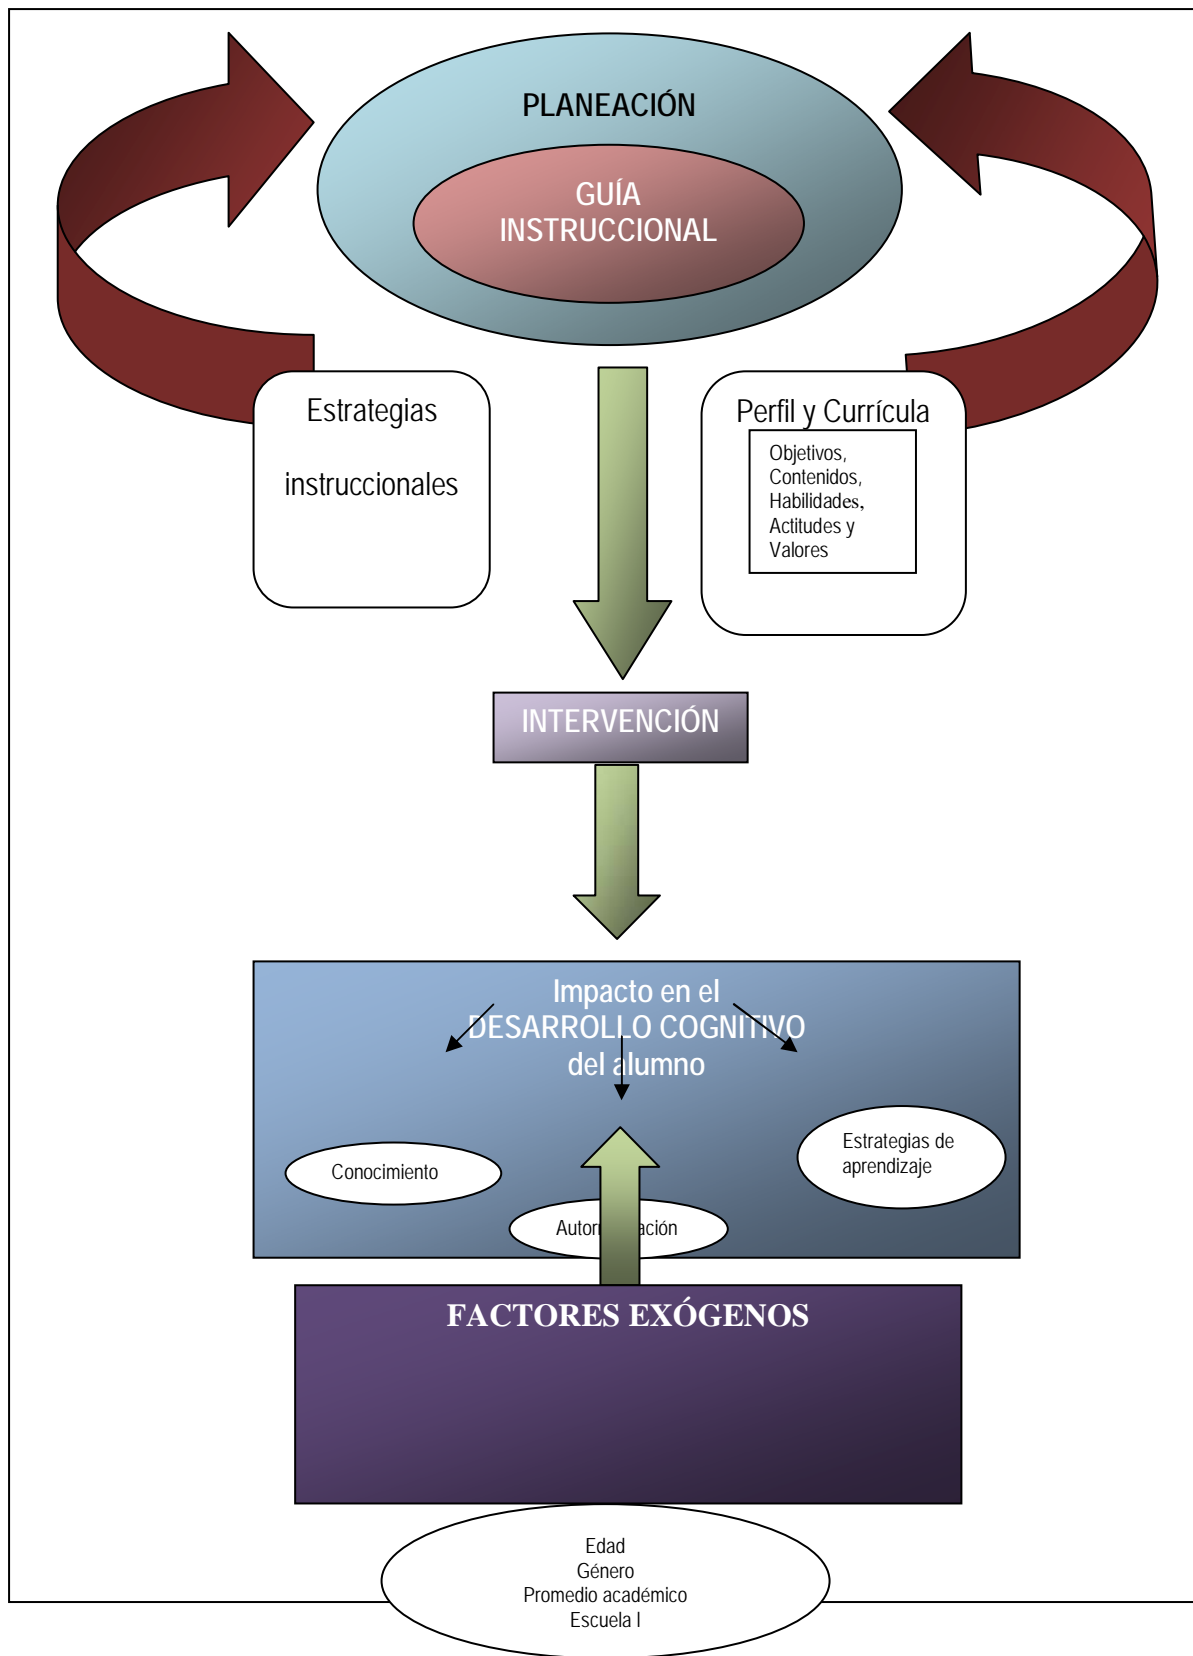 PLANEACIÓN
GUÍA
INSTRUCCIONAL
Estrategias
instruccionales
Perfil y Currícula
Objetivos,
Contenidos,
Habilidades,
Actitudes y
Valores
INTERVENCIÓN
Impacto en el
DESARROLLO COGNITIVO
del alumno
Conocimiento
Estrategias de
aprendizaje
FACTORES EXÓGENOS
Edad
Género
Promedio académico
Escuela I